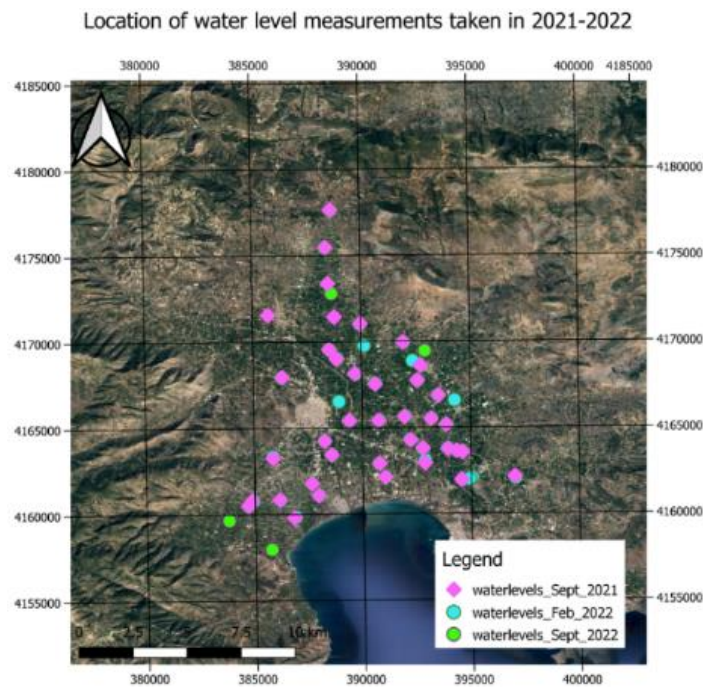 Location of water level measurements taken in 2021-2022
380000 385000 390000 395000 400000 4185000
4185000
4180000 4180000
4175000 4175000
4170000 4170000
4165000 4165000
4160000 4160000
4155000 4155000
Legend
waterlevels_Sept_2021
waterlevels_Feb_2022
waterlevels_Sept_2022
0 2.5 7.5 10 km
380000 385000 390000 395000 400000